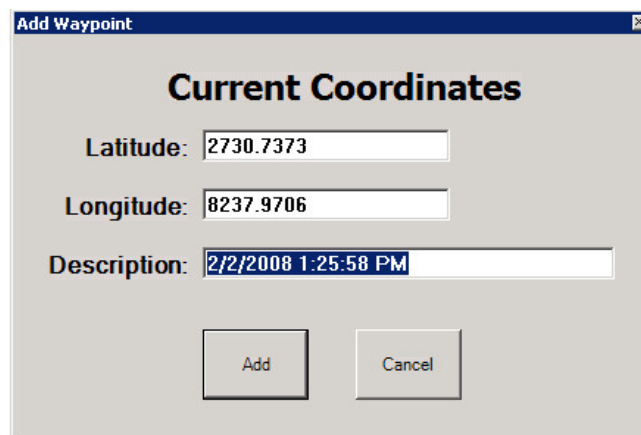 Add Waypoint
Current Coordinates
Latitude: 2730.7373
Longitude: 8237.9706
Description: 2/2/2008 1:25:58 PM
Add Cancel